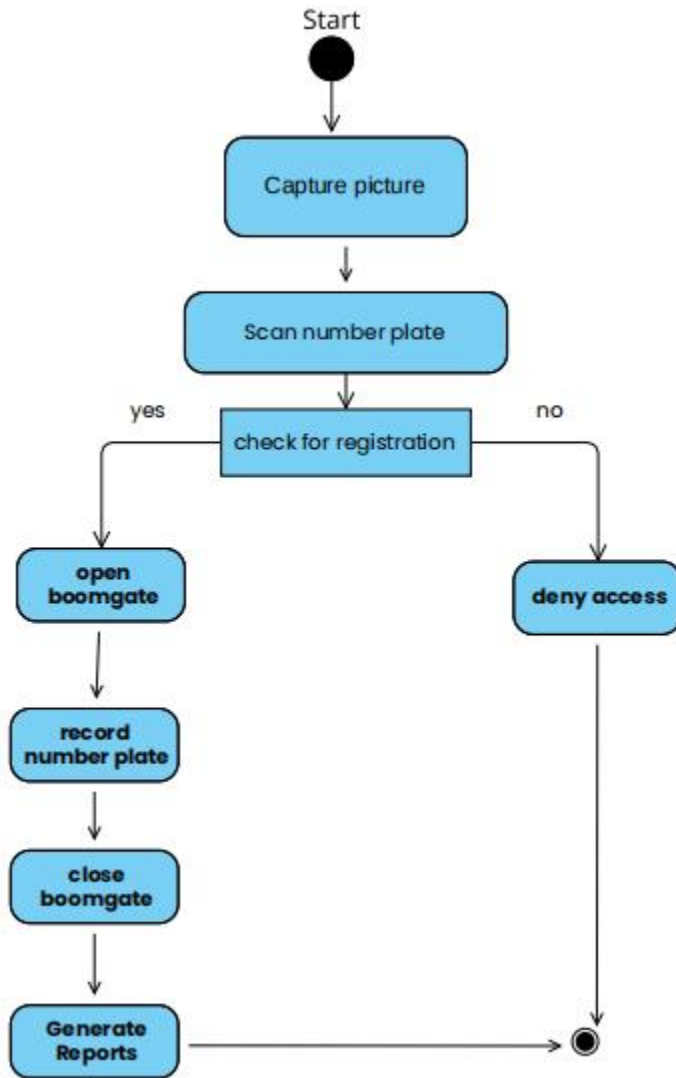 Start
Capture picture
Scan number plate
yes
no
check for registration
open
boomgate
deny access
record
number plate
close
boomgate
Generate
Reports